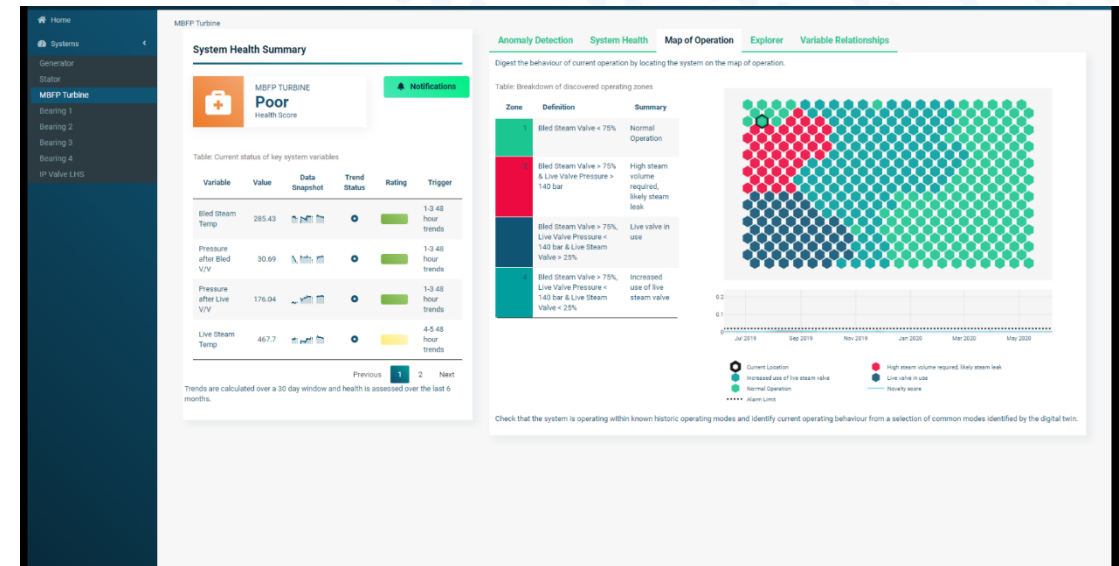 Home
Systems
Generator
Stator
MBFP Turbine
Bearing 1
Bearing 2
Bearing 3
Bearing 4
IP Valve LHS
MBFP Turbine
System Health Summary
MBFP TURBINE
Poor
Health Score
Notifications
Table: Current status of key system variables
Variable Value Data Snapshot Trend Status Rating Trigger
Bled Steam Temp 285.43 1-3 48 hour trends
Pressure after Bled V/V 30.69 1-3 48 hour trends
Pressure after Live V/V 176.04 1-3 48 hour trends
Live Steam Temp 467.7 4-5 48 hour trends
Previous 1 2 Next
Trends are calculated over a 30 day window and health is assessed over the last 6
months.
Anomaly Detection System Health Map of Operation Explorer Variable Relationships
Digest the behaviour of current operation by locating the system on the map of operation.
Table: Breakdown of discovered operating zones
Zone Definition Summary
1 Bled Steam Valve < 75% Normal
Operation
Bled Steam Valve > 75% High steam
& Live Valve Pressure > volume
140 bar required,
likely steam
leak
Bled Steam Valve > 75%, Live valve in
Live Valve Pressure < use
140 bar & Live Steam
Valve > 25%
4 Bled Steam Valve > 75%, Increased
Live Valve Pressure < use of live
140 bar & Live Steam steam valve
Valve < 25%
0.2
0.1
0
Jul 2019 Sep 2019 Nov 2019 Jan 2020 Mar 2020 May 2020
Current Location High steam volume required, likely steam leak
Increased use of live steam valve Live valve in use
Normal Operation Novelty score
Alarm Limit
Check that the system is operating within known historic operating modes and identify current operating behaviour from a selection of common modes identified by the digital twin.